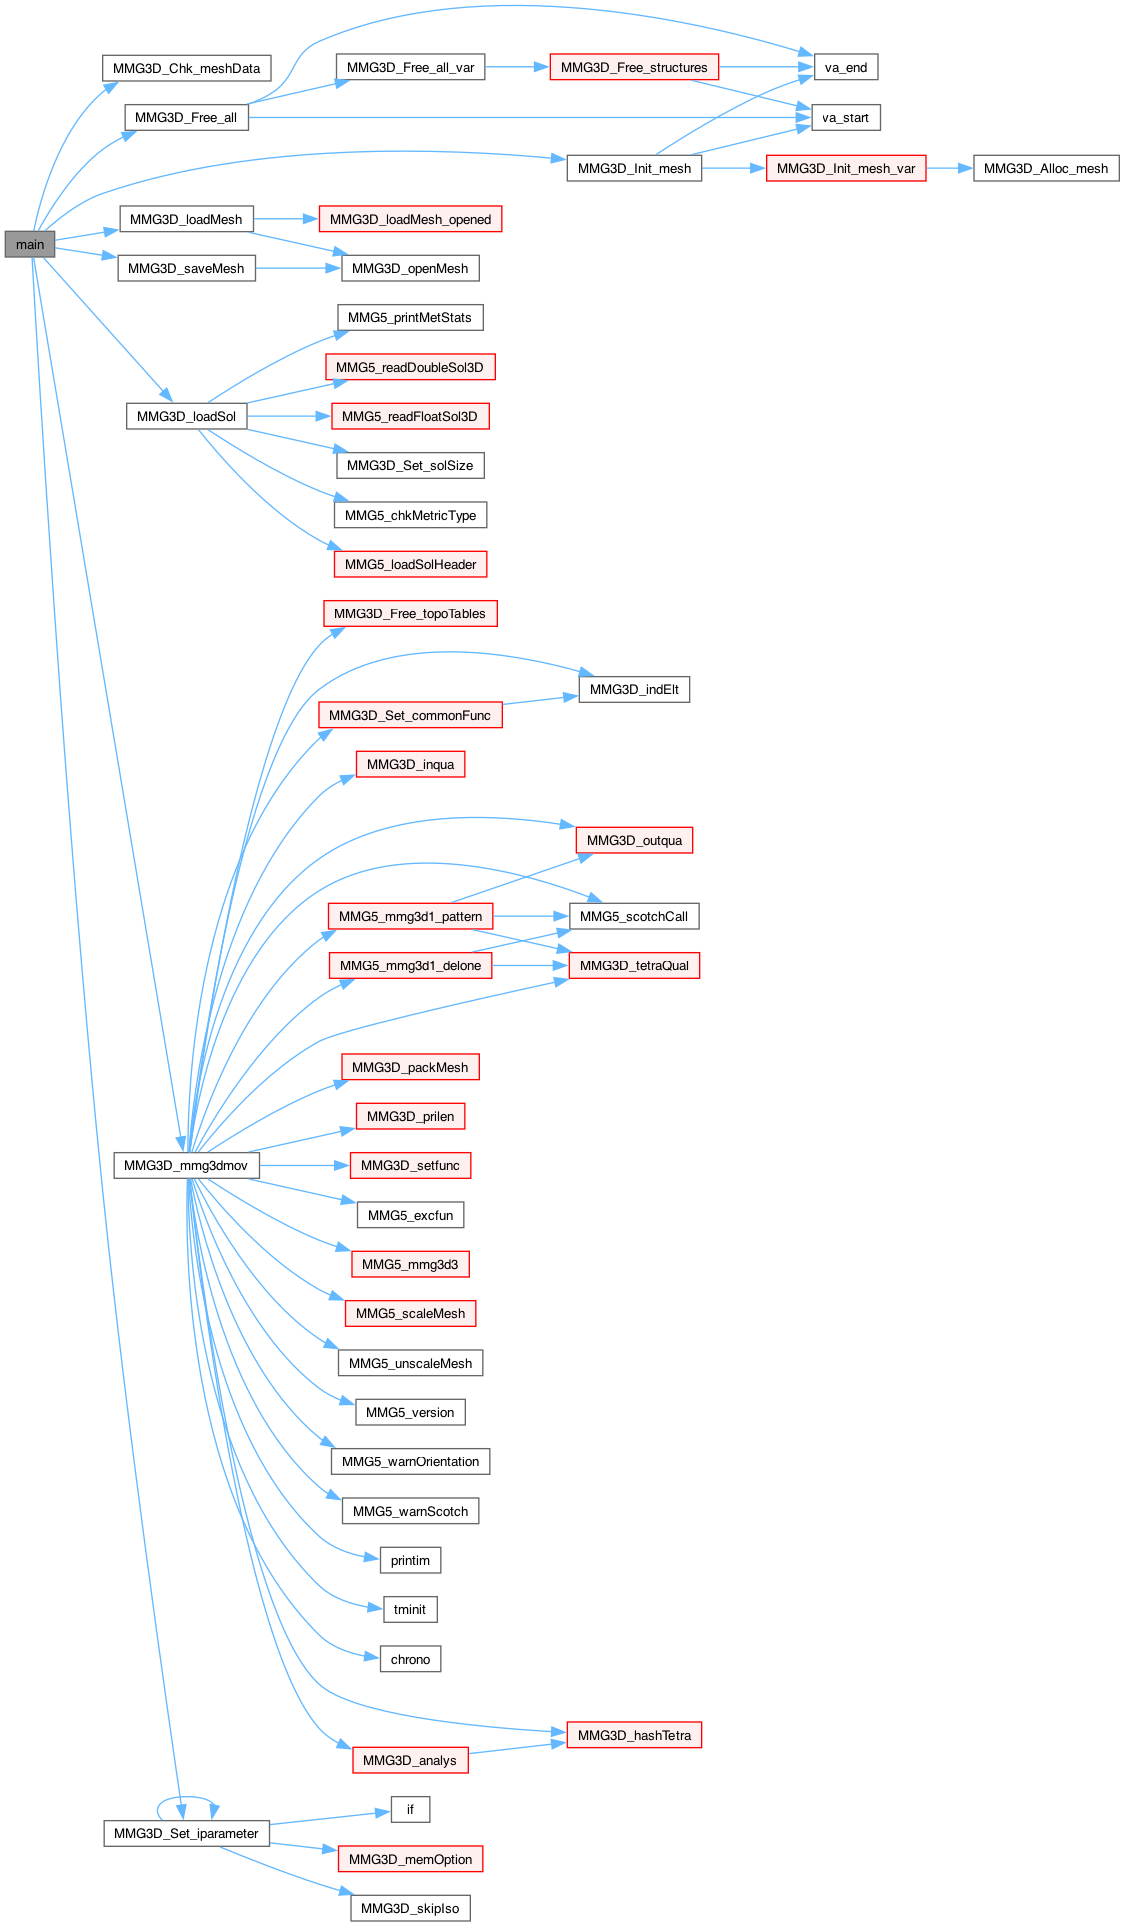 MMG3D_Chk_meshData
MMG3D_Free_all_var
MMG3D_Free_structures
va_end
MMG3D_Free_all
va_start
MMG3D_Init_mesh
MMG3D_Init_mesh_var
MMG3D_Alloc_mesh
MMG3D_loadMesh
MMG3D_loadMesh_opened
main
MMG3D_saveMesh
MMG3D_openMesh
MMG5_printMetStats
MMG5_readDoubleSol3D
MMG3D_loadSol
MMG5_readFloatSol3D
MMG3D_Set_solSize
MMG5_chkMetricType
MMG5_loadSolHeader
MMG3D_Free_topoTables
MMG3D_indElt
MMG3D_Set_commonFunc
MMG3D_inqua
MMG3D_outqua
MMG5_mmg3d1_pattern
MMG5_scotchCall
MMG5_mmg3d1_delone
MMG3D_tetraQual
MMG3D_packMesh
MMG3D_prilen
MMG3D_mmg3dmov
MMG3D_setfunc
MMG5_excfun
MMG5_mmg3d3
MMG5_scaleMesh
MMG5_unscaleMesh
MMG5_version
MMG5_warnOrientation
MMG5_warnScotch
printim
tminit
chrono
MMG3D_hashTetra
MMG3D_analys
if
MMG3D_Set_iparameter
MMG3D_memOption
MMG3D_skipIso